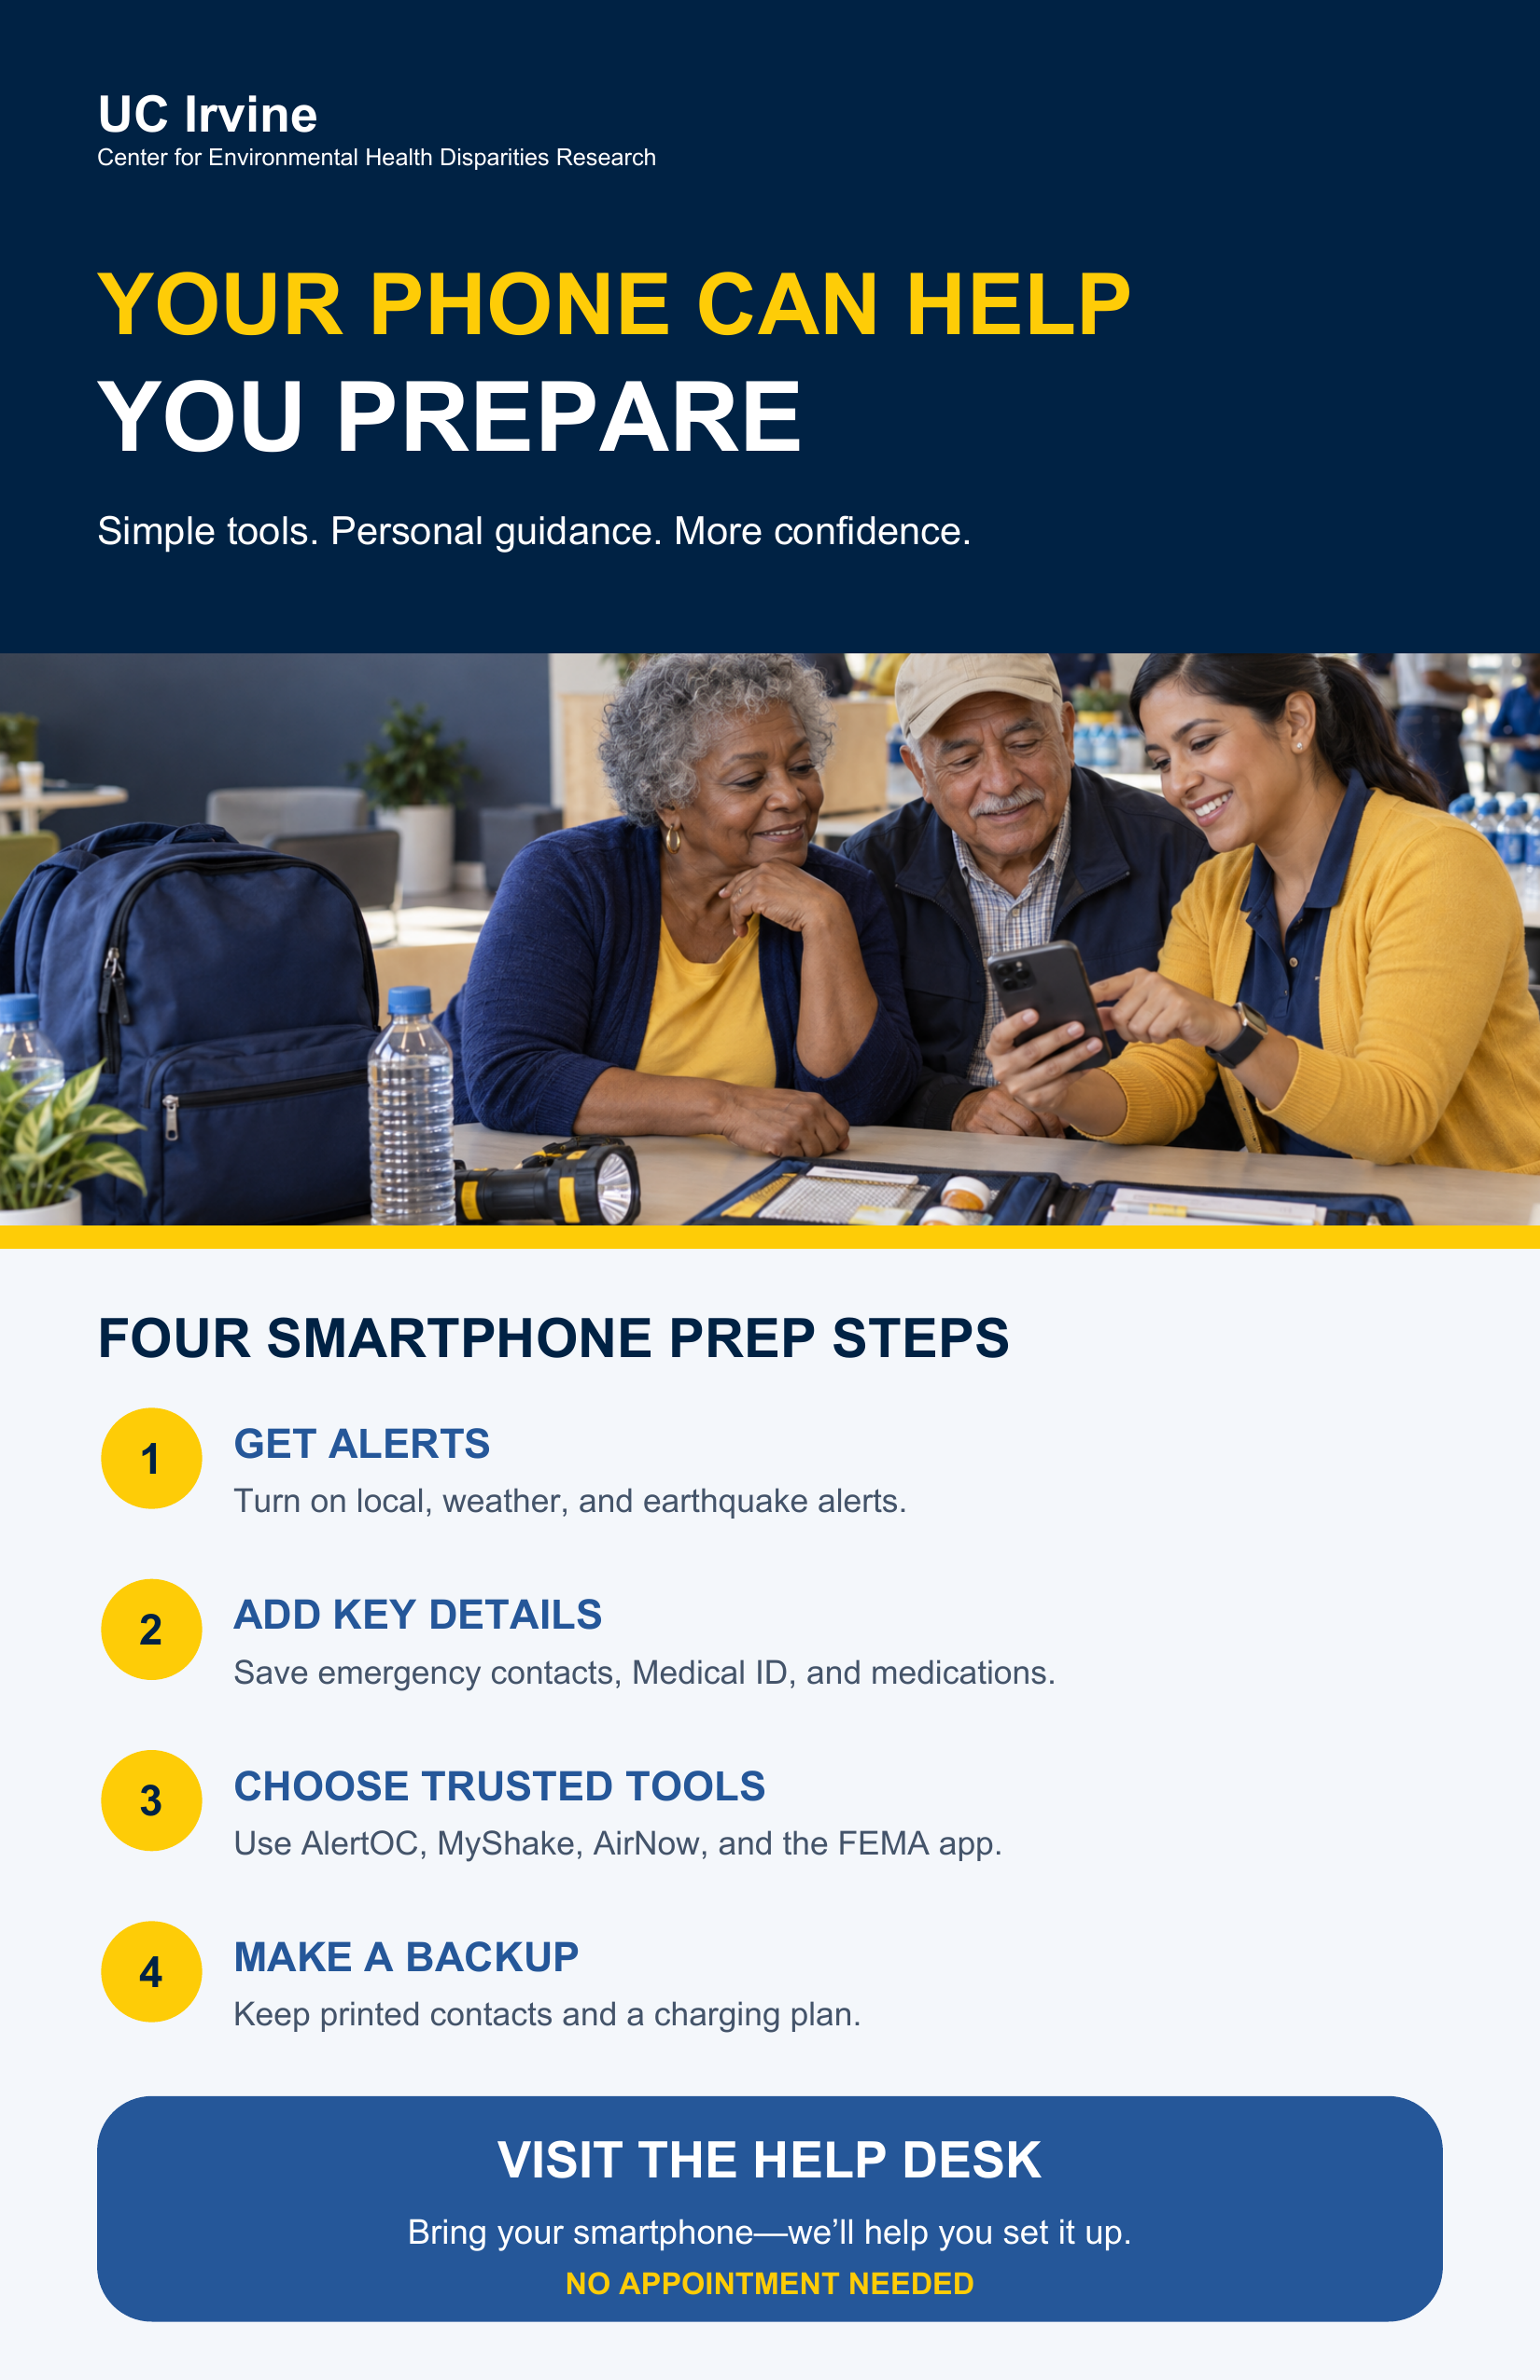 UC Irvine
Center for Environmental Health Disparities Research
YOUR PHONE CAN HELP
YOU PREPARE
Simple tools. Personal guidance. More confidence.
FOUR SMARTPHONE PREP STEPS
1
GET ALERTS
Turn on local, weather, and earthquake alerts.
2
ADD KEY DETAILS
Save emergency contacts, Medical ID, and medications.
3
CHOOSE TRUSTED TOOLS
Use AlertOC, MyShake, AirNow, and the FEMA app.
4
MAKE A BACKUP
Keep printed contacts and a charging plan.
VISIT THE HELP DESK
Bring your smartphone—we’ll help you set it up.
NO APPOINTMENT NEEDED